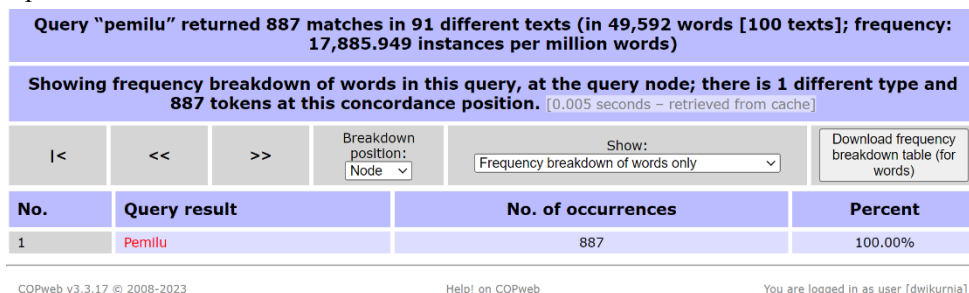 Query “pemilu” returned 887 matches in 91 different texts (in 49,592 words [100 texts]; frequency:
17,885.949 instances per million words)
Showing frequency breakdown of words in this query, at the query node; there is 1 different type and
887 tokens at this concordance position. [0.005 seconds – retrieved from cache]
|< << >> Breakdown position: Node Show: Frequency breakdown of words only Download frequency breakdown table (for words)
No. Query result No. of occurrences Percent
1 Pemilu 887 100.00%
COPweb v3.3.17 © 2008-2023 Help! on COPweb You are logged in as user [dwikurnia]